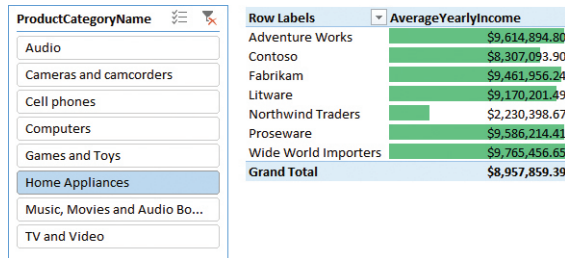 ProductCategoryName
Audio
Cameras and camcorders
Cell phones
Computers
Games and Toys
Home Appliances
Music, Movies and Audio Bo...
TV and Video
Row Labels AverageYearlyIncome
Adventure Works $9,614,894.80
Contoso $8,307,093.90
Fabrikam $9,461,956.24
Litware $9,170,201.49
Northwind Traders $2,230,398.67
Proseware $9,586,214.41
Wide World Importers $9,765,456.65
Grand Total $8,957,859.39